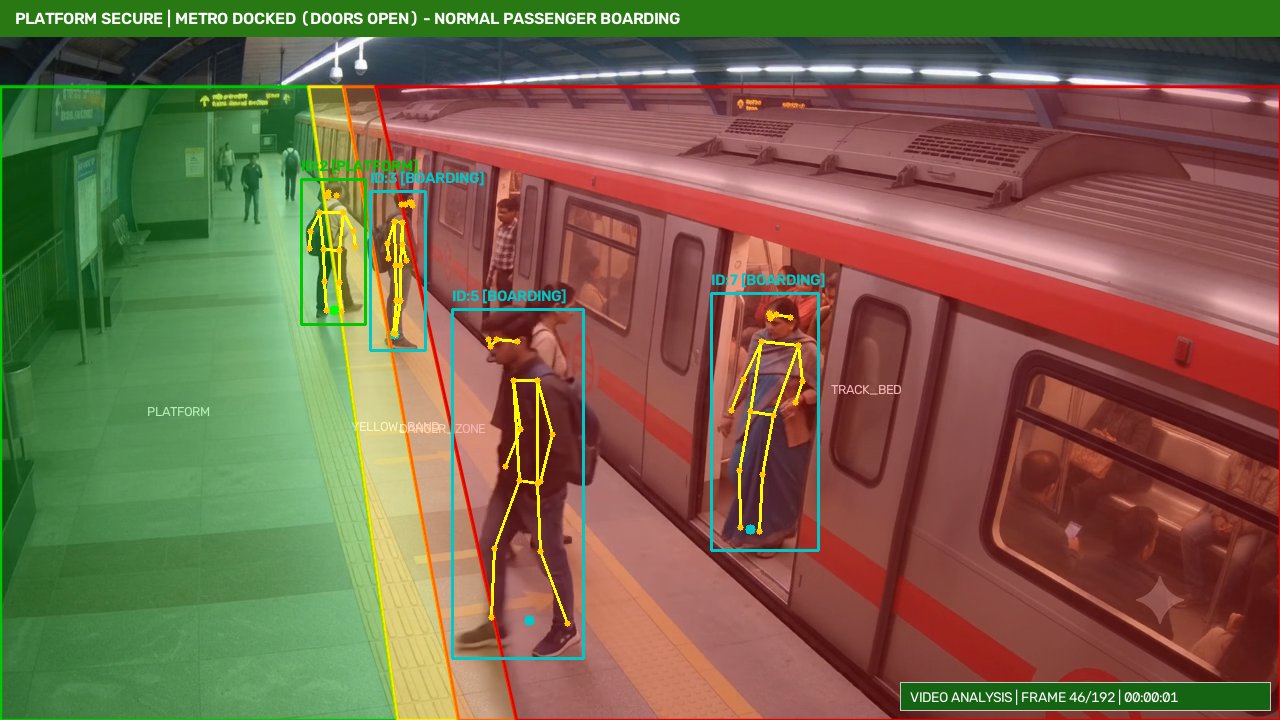 PLATFORM SECURE | METRO DOCKED (DOORS OPEN) - NORMAL PASSENGER BOARDING
ID:2 [PLATFORM]
ID:3 [BOARDING]
ID:7 [BOARDING]
ID:5 [BOARDING]
TRACK_BED
PLATFORM
YELLOW_BAND
DANGER_ZONE
VIDEO ANALYSIS | FRAME 46/192 | 00:00:01